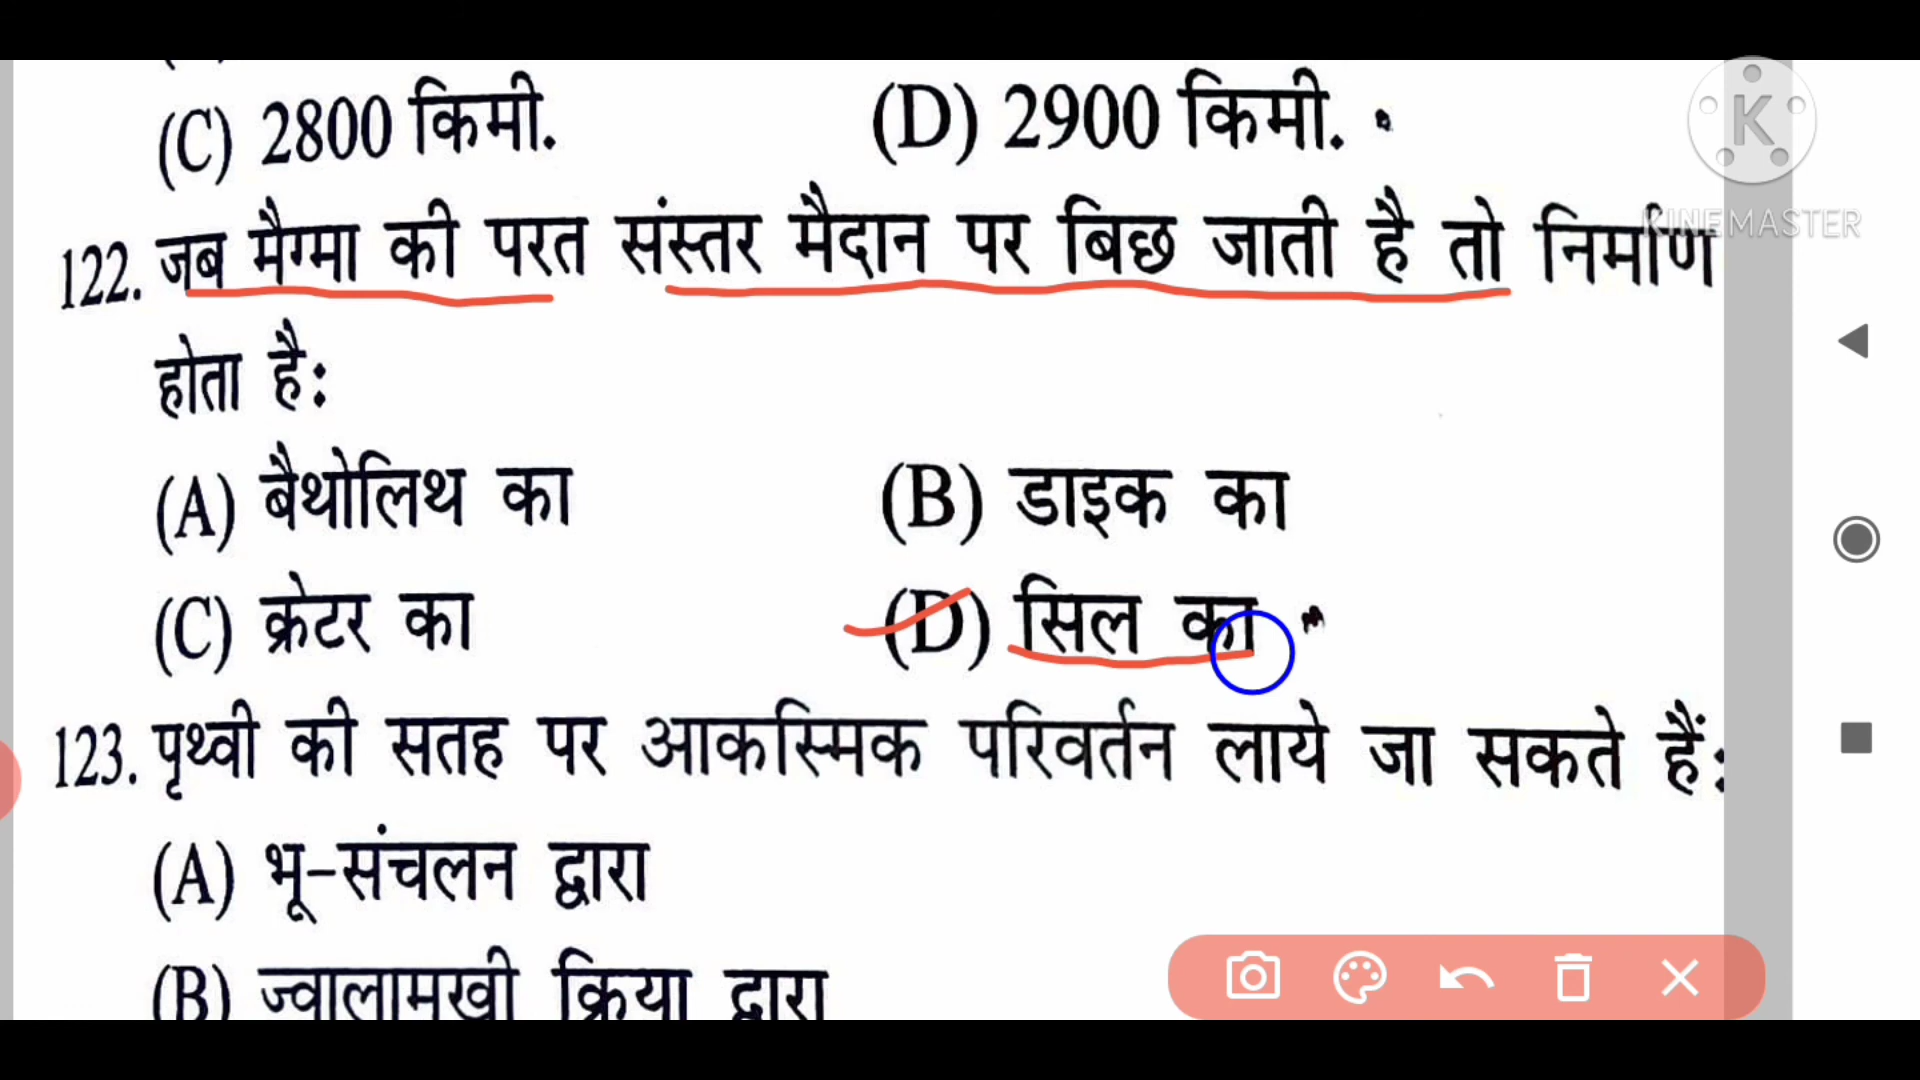 (C) 2800 किमी. (D) 2900 किमी.
K
KINEMASTER
122. जब मैग्मा की परत संस्तर मैदान पर बिछ जाती है तो निर्माण
होता है:
(A) बैथोलिथ का (B) डाइक का
(C) क्रेटर का (D) सिल का
123. पृथ्वी की सतह पर आकस्मिक परिवर्तन लाये जा सकते हैं:
(A) भू-संचलन द्वारा
(B) ज्वालामखी क्रिया द्वारा